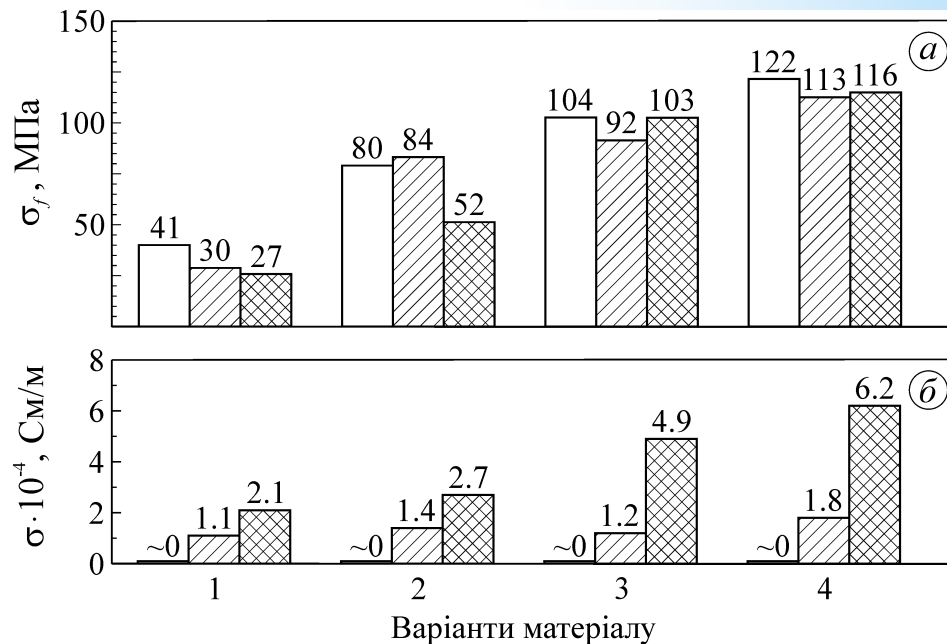 150
100
50
σf, МПа
а
41 30 27
80 84 52
104 92 103
122 113 116
8
6
4
2
0
σ·10⁻⁴, См/м
б
~0 1.1 2.1
~0 1.4 2.7
~0 1.2 4.9
~0 1.8 6.2
1 2 3 4
Варіанти матеріалу